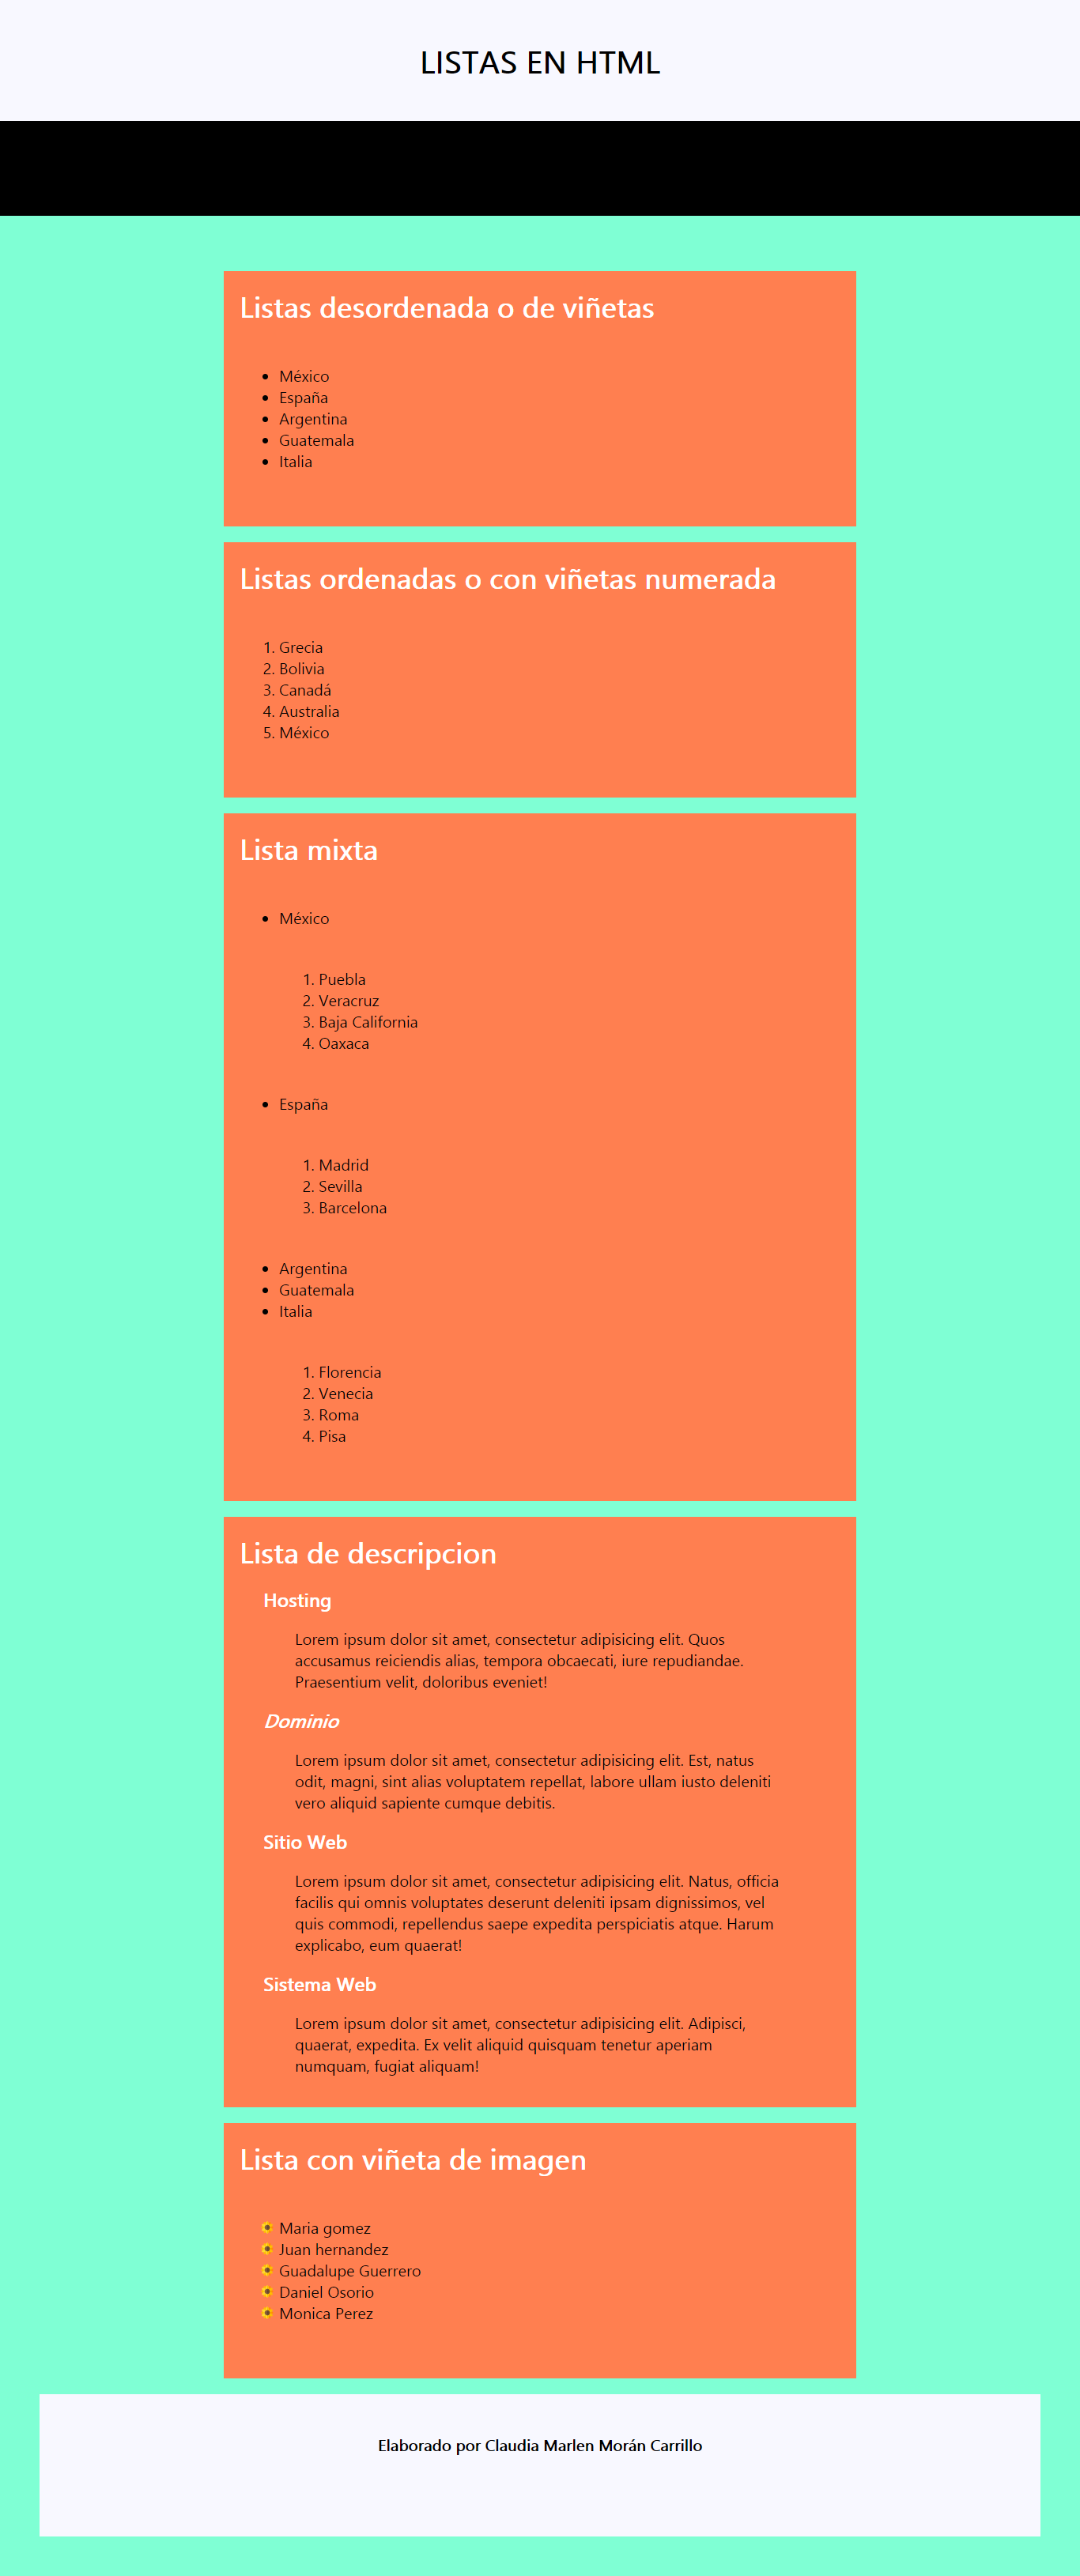 LISTAS EN HTML
Listas desordenada o de viñetas
• México
• España
• Argentina
• Guatemala
• Italia
Listas ordenadas o con viñetas numerada
1. Grecia
2. Bolivia
3. Canadá
4. Australia
5. México
Lista mixta
• México
1. Puebla
2. Veracruz
3. Baja California
4. Oaxaca
• España
1. Madrid
2. Sevilla
3. Barcelona
• Argentina
• Guatemala
• Italia
1. Florencia
2. Venecia
3. Roma
4. Pisa
Lista de descripcion
Hosting
Lorem ipsum dolor sit amet, consectetur adipisicing elit. Quos
accusamus reiciendis alias, tempora obcaecati, iure repudiandae.
Praesentium velit, doloribus eveniet!
Dominio
Lorem ipsum dolor sit amet, consectetur adipisicing elit. Est, natus
odit, magni, sint alias voluptatem repellat, labore ullam iusto deleniti
vero aliquid sapiente cumque debitis.
Sitio Web
Lorem ipsum dolor sit amet, consectetur adipisicing elit. Natus, officia
facilis qui omnis voluptates deserunt deleniti ipsam dignissimos, vel
quis commodi, repellendus saepe expedita perspiciatis atque. Harum
explicabo, eum quaerat!
Sistema Web
Lorem ipsum dolor sit amet, consectetur adipisicing elit. Adipisci,
quaerat, expedita. Ex velit aliquid quisquam tenetur aperiam
numquam, fugiat aliquam!
Lista con viñeta de imagen
Maria gomez
Juan hernandez
Guadalupe Guerrero
Daniel Osorio
Monica Perez
Elaborado por Claudia Marlen Morán Carrillo